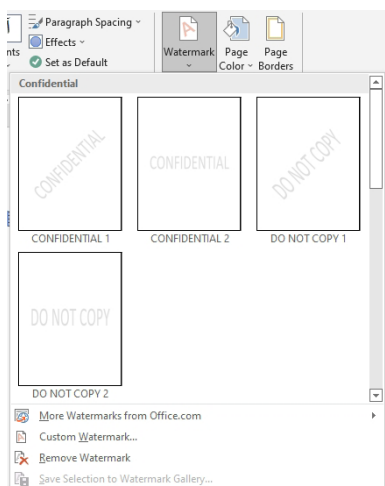 Paragraph Spacing
Effects
nts
Set as Default
Watermark
Page Color
Page Borders
Confidential
CONFIDENTIAL
CONFIDENTIAL
DO NOT COPY
CONFIDENTIAL 1
CONFIDENTIAL 2
DO NOT COPY 1
DO NOT COPY
DO NOT COPY 2
More Watermarks from Office.com
Custom Watermark...
Remove Watermark
Save Selection to Watermark Gallery...